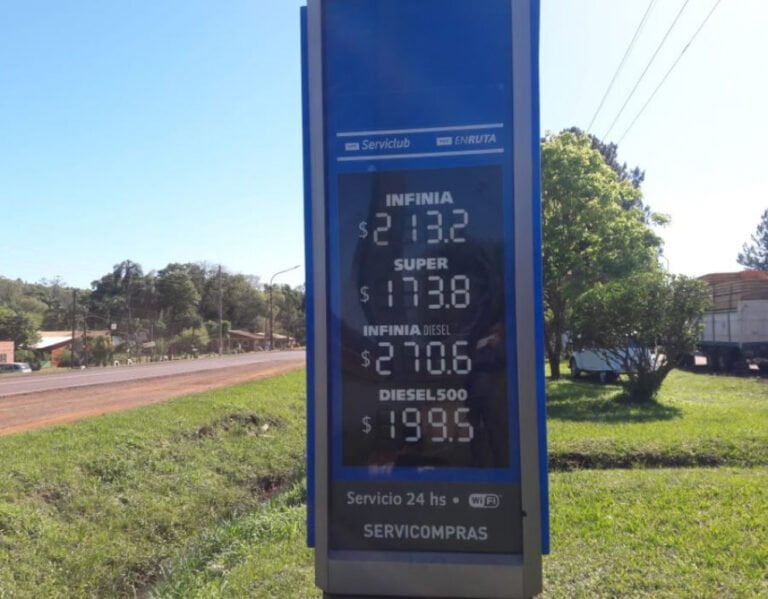 Serviclub ENRUTA
INFINIA
$213.2
SUPER
$173.8
INFINIA DIESEL
$270.6
DIESEL500
$199.5
Servicio 24 hs • WiFi
SERVICOMPRAS